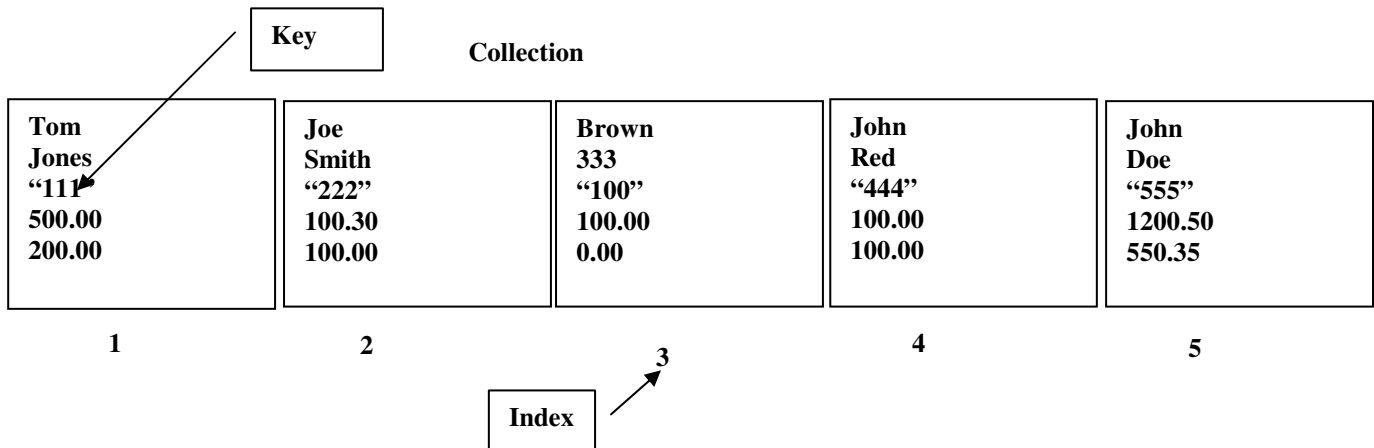 Key
Collection
Tom
Jones
“111”
500.00
200.00
Joe
Smith
“222”
100.30
100.00
Brown
333
“100”
100.00
0.00
John
Red
“444”
100.00
100.00
John
Doe
“555”
1200.50
550.35
1
2
3
4
5
Index